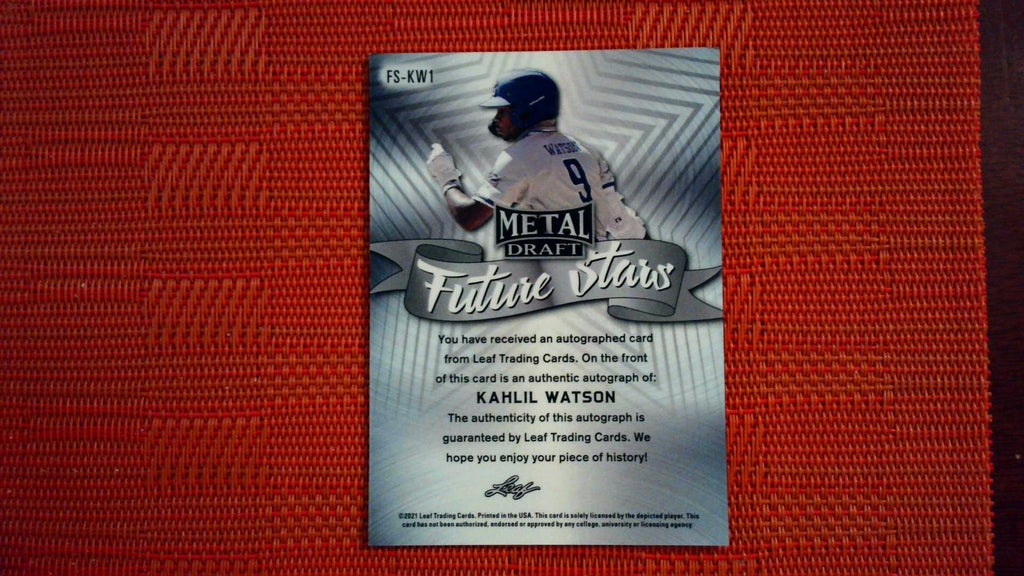 FS-KW1
WATSON
9
METAL
DRAFT
Future Stars
You have received an autographed card
from Leaf Trading Cards. On the front
of this card is an authentic autograph of:
KAHLIL WATSON
The authenticity of this autograph is
guaranteed by Leaf Trading Cards. We
hope you enjoy your piece of history!
Leaf
©2021 Leaf Trading Cards. Printed in the USA. This card is solely licensed by the depicted player. This
card has not been authorized, endorsed or approved by any college, university or licensing agency